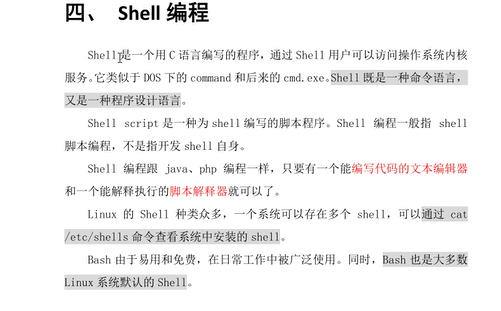 四、 Shell 编程
Shell 是一个用 C 语言编写的程序，通过 Shell 用户可以访问操作系统内核
服务。它类似于 DOS 下的 command 和后来的 cmd.exe。Shell 既是一种命令语言，
又是一种程序设计语言。
Shell script 是一种为 shell 编写的脚本程序。Shell 编程一般指 shell
脚本编程，不是指开发 shell 自身。
Shell 编程跟 java、php 编程一样，只要有一个能编写代码的文本编辑器
和一个能解释执行的脚本解释器就可以了。
Linux 的 Shell 种类众多，一个系统可以存在多个 shell，可以通过 cat
/etc/shells 命令查看系统中安装的 shell。
Bash 由于易用和免费，在日常工作中被广泛使用。同时，Bash 也是大多数
Linux 系统默认的 Shell。